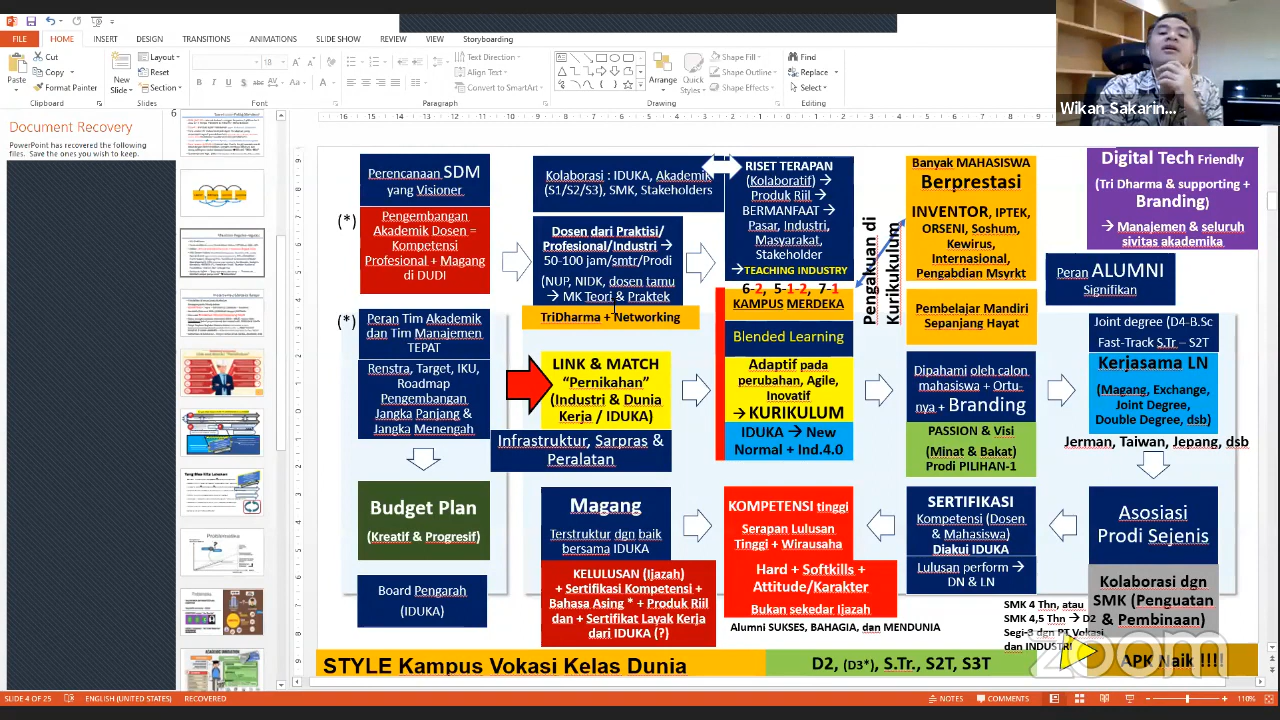 FILE
HOME
INSERT
DESIGN
TRANSITIONS
ANIMATIONS
SLIDE SHOW
REVIEW
VIEW
Storyboarding
Paste
Cut
Copy
Format Painter
Clipboard
New
Slide
Layout
Reset
Section
Slides
18
Font
Text Direction
Align Text
Convert to SmartArt
Paragraph
Arrange
Quick
Styles
Shape Fill
Shape Outline
Shape Effects
Drawing
Find
Replace
Select
Editing
Wikan Sakarin...
Document Recove
PowerPoint has recovered the following
files. Save the ones you wish to keep.
6
Perencanaan SDM
yang Visioner
(*)
Pengembangan
Akademik Dosen –
Kompetensi
Profesional + Magang
di DUDI
(*)
Peran Tim Akademik
dan Tim Manajemen
TEPAT
Renstra, Target, IKU,
Roadmap
Pengembangan
Jangka Panjang &
Jangka Menengah
Budget Plan
(Kreatif & Progresif)
Board Pengarah
(IDUKA)
Kolaborasi : IDUKA, Akademik
(S1/S2/S3), SMK, Stakeholders
Dosen dari Praktisi/
Profesional/Industri →
50-100 jam/smt/Prodi
(NUP, NIDK, dosen tamu
TriDharma + Networking
LINK & MATCH
“Pernikahan”
(Industri & Dunia
Kerja / IDUKA)
Infrastruktur, Sarpras &
Peralatan
Magang
Terstruktur dgn baik
bersama IDUKA
KELULUSAN (Ijazah)
+ Sertifikasi Kompetensi +
Bahasa Asing * + Produk Riil
dan + Sertifikat Layak Kerja
dari IDUKA (?)
RISET TERAPAN
(Kolaboratif) →
Produk Riil →
BERMANFAAT →
Pasar, Industri,
Masyarakat,
Stakeholder
→TEACHING INDUSTRY
6-2, 5-1-2, 7-1
KAMPUS MERDEKA
Blended Learning
Adaptif pada
perubahan, Agile,
Inovatif
→ KURIKULUM
IDUKA → New
Normal + Ind.4.0
KOMPETENSI tinggi
Serapan Lulusan
Tinggi + Wirausaha
Hard + Softkills +
Attitude/Karakter
Bukan sekedar Ijazah
Alumni SUKSES, BAHAGIA, dan MENDUNIA
Pengajaran di
Kurikukulum
Banyak MAHASISWA
Berprestasi
INVENTOR, IPTEK,
ORSENI, Soshum,
Kewirus,
Internasional,
Pengabdian Msyrkt
Pembelajar Mandiri
Sepanjang Hayat
Dipahami oleh calon
mahasiswa + Ortu-
nya + Branding
PASSION & Visi
(Minat & Bakat)
Prodi PILIHAN-1
SERTIFIKASI
Kompetensi (Dosen
& Mahasiswa)
Diakui IDUKA
Lulusan perform →
DN & LN
Digital Tech Friendly
(Tri Dharma & supporting +
Branding)
→ Manajemen & seluruh
sivitas akademika
Peran ALUMNI
Signifikan
Joint degree (D4-B.Sc
Fast-Track S.Tr – S2T
Kerjasama LN
(Magang, Exchange,
Joint Degree,
Double Degree, dsb)
Jerman, Taiwan, Jepang, dsb
Asosiasi
Prodi Sejenis
Kolaborasi dgn
SMK (Penguatan
& Pembinaan)
SMK 4 Thn, atau
SMK 4,5 Thn → D2
Segi-3 dgn PT Vokasi
dan INDUSTRI
STYLE Kampus Vokasi Kelas Dunia
D2, (D3*), S.Tr., S2T, S3T
APK Naik !!!!
zoom
SLIDE 4 OF 25
ENGLISH (UNITED STATES)
RECOVERED
NOTES
COMMENTS
110%